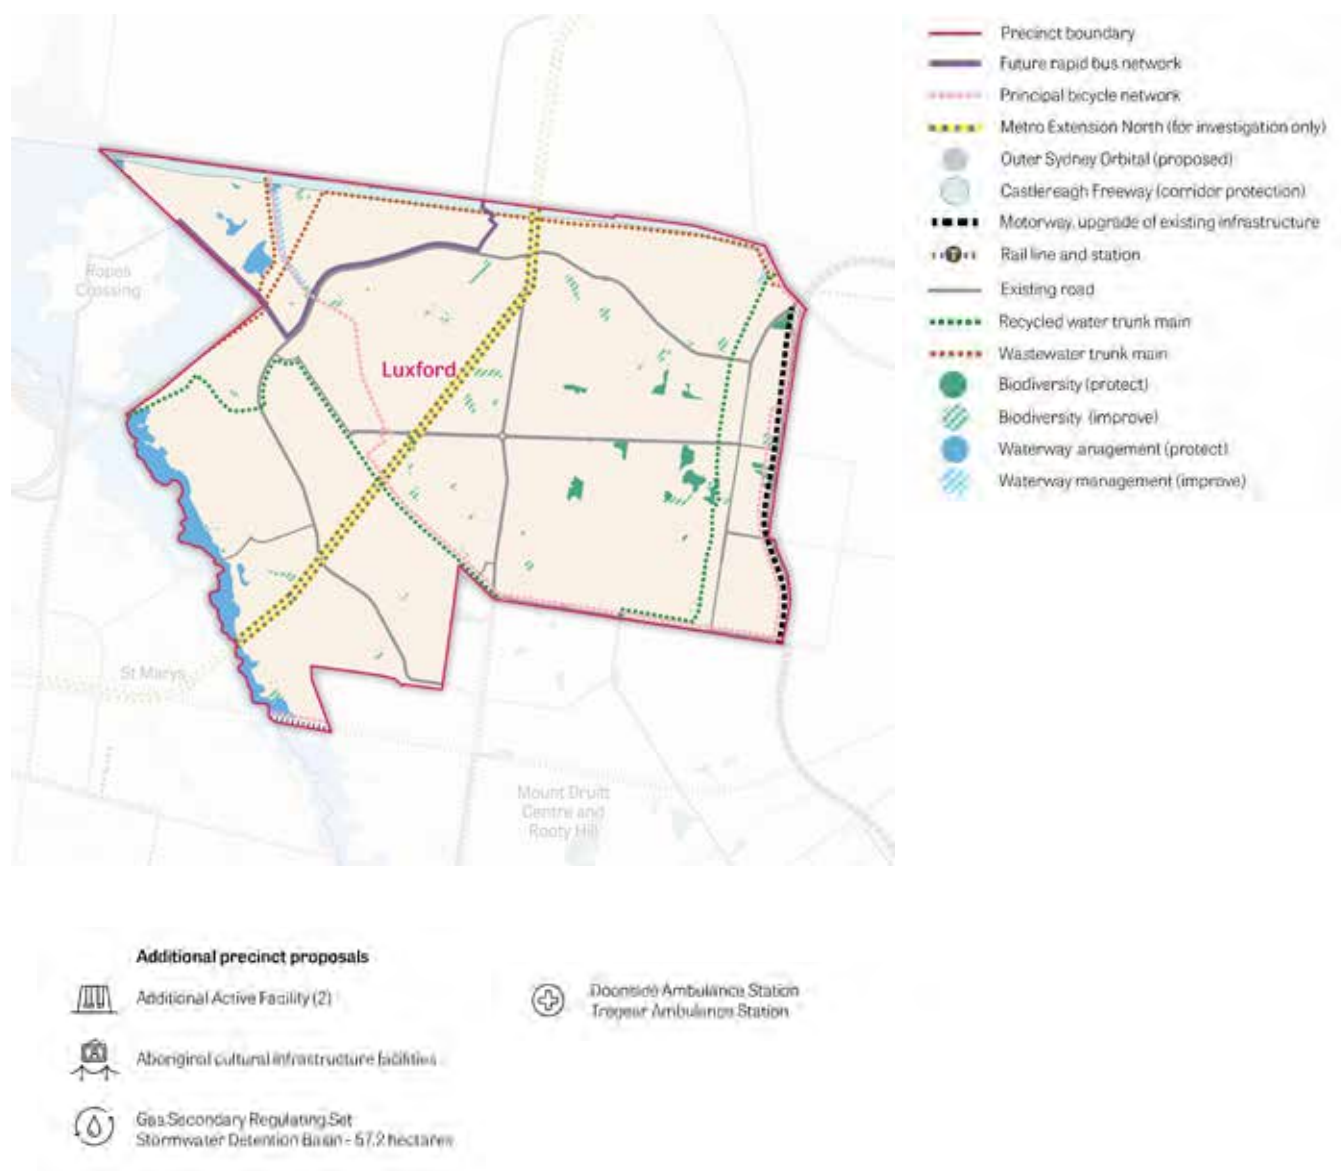 Precinct boundary
Future rapid bus network
Principal bicycle network
Metro Extension North (for investigation only)
Outer Sydney Orbital (proposed)
Castlereagh Freeway (corridor protection)
Motorway, upgrade of existing infrastructure
Rail line and station
Existing road
Recycled water trunk main
Wastewater trunk main
Biodiversity (protect)
Biodiversity (improve)
Waterway anagement (protect)
Waterway management (improve)
Ropes
Crossing
Luxford
St Marys
Mount Druitt
Centre and
Rooty Hill
Additional precinct proposals
Additional Active Facility (2)
Aboriginal cultural infrastructure facilities
Gas Secondary Regulating Set
Stormwater Detention Basin - 57.2 hectares
Doonside Ambulance Station
Tregear Ambulance Station